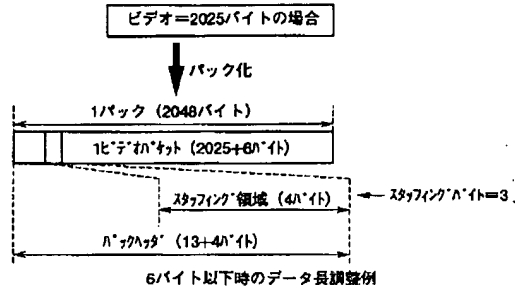 ビデオ=2025バイトの場合
パック化
1パック (2048バイト)
1ビデオパケット (2025+6バイト)
スタッフィング領域 (4バイト)
スタッフィングバイト=3
パックヘッダ (13+4バイト)
6バイト以下時のデータ長調整例